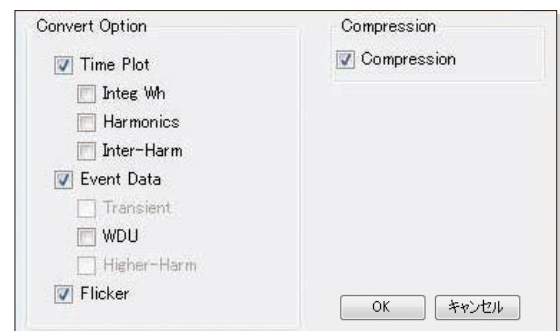 Convert Option
Time Plot
Integ Wh
Harmonics
Inter-Harm
Event Data
Transient
WDU
Higher-Harm
Flicker
Compression
Compression
OK
キャンセル